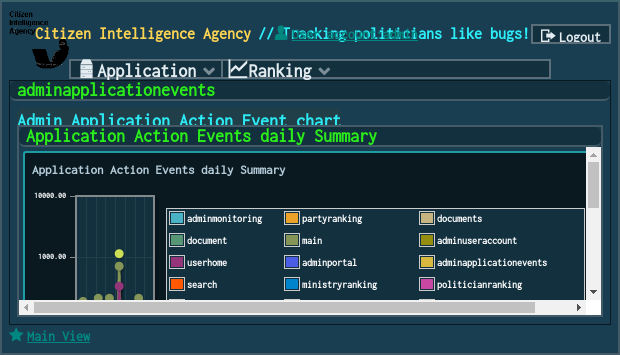 Citizen
Intelligence
Agency
Citizen Intelligence Agency // Tracking politicians like bugs!
Logout
Application
Ranking
adminapplicationevents
Admin Application Action Event chart
Application Action Events daily Summary
Application Action Events daily Summary
10000.00
1000.00
adminmonitoring
partyranking
documents
document
main
adminuseraccount
userhome
adminportal
adminapplicationevents
search
ministryranking
politicianranking
Main View